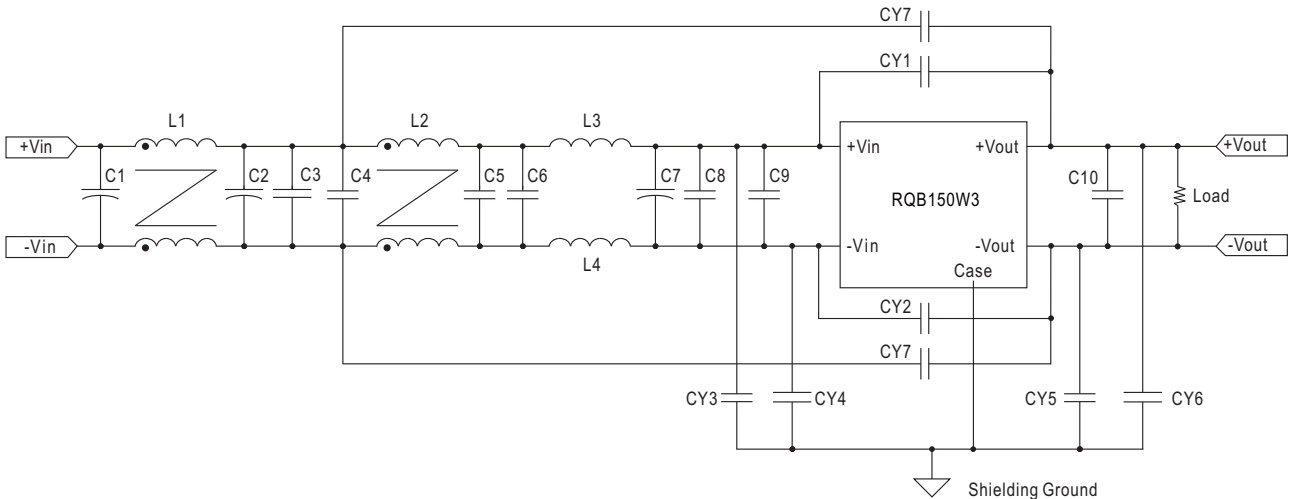 CY7
CY1
L1
L2
L3
+Vin
+Vin
+Vout
+Vout
C1
C2
C3
C4
C5
C6
C7
C8
C9
C10
RQB150W3
Load
-Vin
-Vin
-Vout
-Vout
L4
Case
CY2
CY7
CY3
CY4
CY5
CY6
Shielding Ground